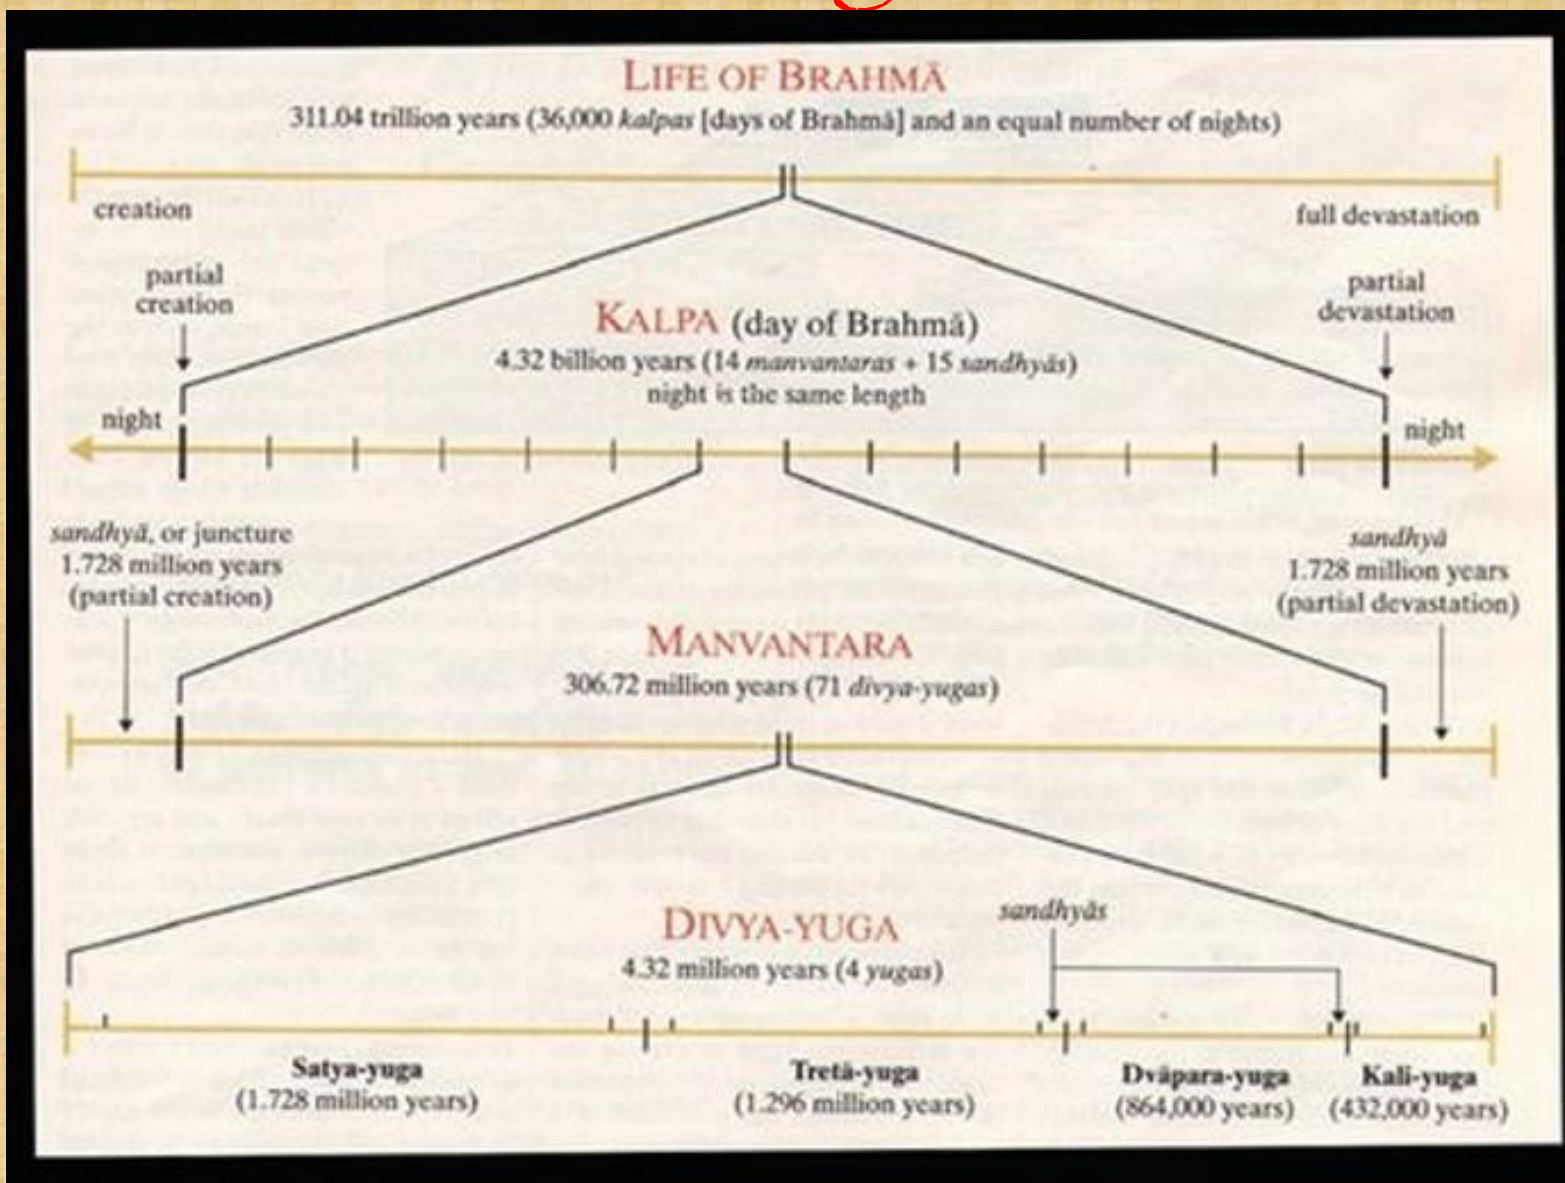 LIFE OF BRAHMĀ
311.04 trillion years (36,000 kalpas [days of Brahmā] and an equal number of nights)
creation
full devastation
partial
creation
partial
devastation
KALPA (day of Brahmā)
4.32 billion years (14 manvantaras + 15 sandhyās)
night is the same length
night
night
sandhyā, or juncture
1.728 million years
(partial creation)
sandhyā
1.728 million years
(partial devastation)
MANVANTARA
306.72 million years (71 divya-yugas)
DIVYA-YUGA
4.32 million years (4 yugas)
sandhyās
Satya-yuga
(1.728 million years)
Tretā-yuga
(1.296 million years)
Dvāpara-yuga
(864,000 years)
Kali-yuga
(432,000 years)